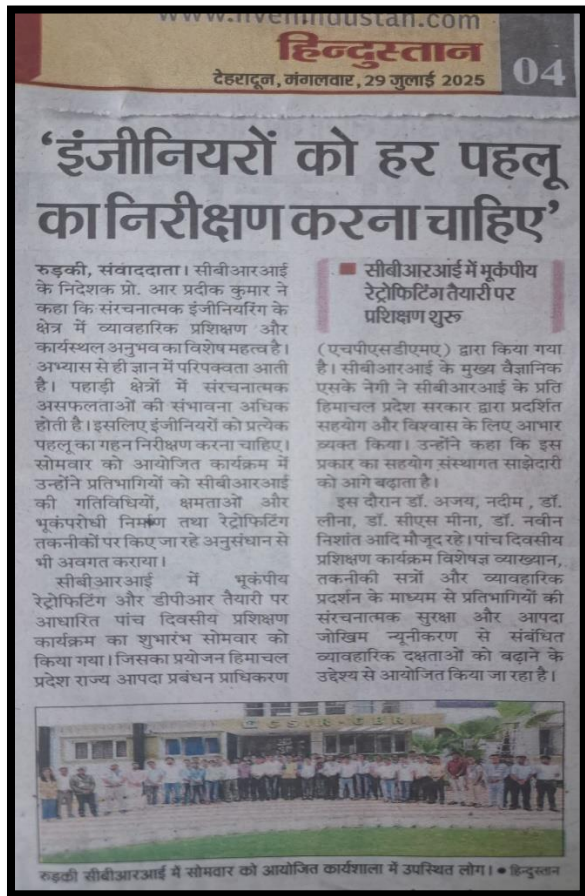 www.livehindustan.com
हिन्दुस्तान
देहरादून, मंगलवार, 29 जुलाई 2025
04
‘इंजीनियरों को हर पहलू
का निरीक्षण करना चाहिए’
रुड़की, संवाददाता। सीबीआरआई
के निदेशक प्रो. आर प्रदीक कुमार ने
कहा कि संरचनात्मक इंजीनियरिंग के
क्षेत्र में व्यावहारिक प्रशिक्षण और
कार्यस्थल अनुभव का विशेष महत्व है।
अभ्यास से ही ज्ञान में परिपक्वता आती
है। पहाड़ी क्षेत्रों में संरचनात्मक
असफलताओं की संभावना अधिक
होती है। इसलिए इंजीनियरों को प्रत्येक
पहलू का गहन निरीक्षण करना चाहिए।
सोमवार को आयोजित कार्यक्रम में
उन्होंने प्रतिभागियों को सीबीआरआई
की गतिविधियों, क्षमताओं और
भूकंपरोधी निर्माण तथा रेट्रोफिटिंग
तकनीकों पर किए जा रहे अनुसंधान से
भी अवगत कराया।
सीबीआरआई में भूकंपीय
रेट्रोफिटिंग और डीपीआर तैयारी पर
आधारित पांच दिवसीय प्रशिक्षण
कार्यक्रम का शुभारंभ सोमवार को
किया गया। जिसका प्रयोजन हिमाचल
प्रदेश राज्य आपदा प्रबंधन प्राधिकरण
सीबीआरआई में भूकंपीय
रेट्रोफिटिंग तैयारी पर
प्रशिक्षण शुरू
(एचपीएसडीएमए) द्वारा किया गया
है। सीबीआरआई के मुख्य वैज्ञानिक
एसके नेगी ने सीबीआरआई के प्रति
हिमाचल प्रदेश सरकार द्वारा प्रदर्शित
सहयोग और विश्वास के लिए आभार
व्यक्त किया। उन्होंने कहा कि इस
प्रकार का सहयोग संस्थागत साझेदारी
को आगे बढ़ाता है।
इस दौरान डॉ. अजय, नदीम , डॉ.
लीना, डॉ. सीएस मीना, डॉ. नवीन
निशांत आदि मौजूद रहे। पांच दिवसीय
प्रशिक्षण कार्यक्रम विशेषज्ञ व्याख्यान,
तकनीकी सत्रों और व्यावहारिक
प्रदर्शन के माध्यम से प्रतिभागियों की
संरचनात्मक सुरक्षा और आपदा
जोखिम न्यूनीकरण से संबंधित
व्यावहारिक दक्षताओं को बढ़ाने के
उद्देश्य से आयोजित किया जा रहा है।
CSIR-CBRI
रुड़की सीबीआरआई में सोमवार को आयोजित कार्यशाला में उपस्थित लोग। • हिन्दुस्तान